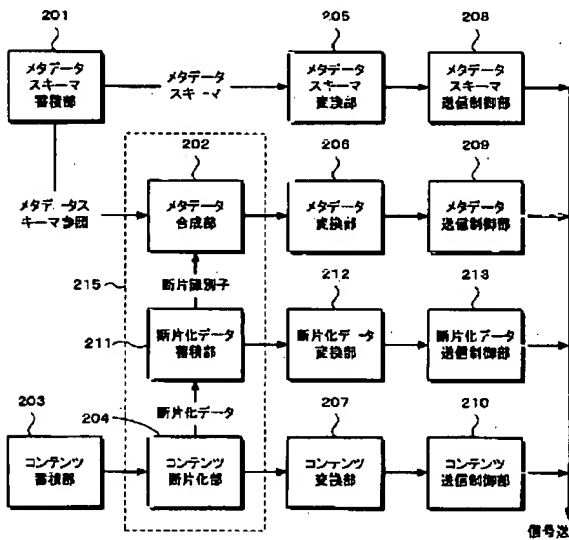 201
205
208
メタデータ
スキーマ
蓄積部
メタデータ
スキーマ
メタデータ
スキーマ
変換部
メタデータ
スキーマ
送信制御部
202
206
209
メタデータス
キーマ参照
メタデータ
合成部
メタデータ
変換部
メタデータ
送信制御部
215
断片識別子
212
213
211
断片化データ
蓄積部
断片化データ
変換部
断片化データ
送信制御部
203
204
断片化データ
207
210
コンテンツ
蓄積部
コンテンツ
断片化部
コンテンツ
変換部
コンテンツ
送信制御部
信号送